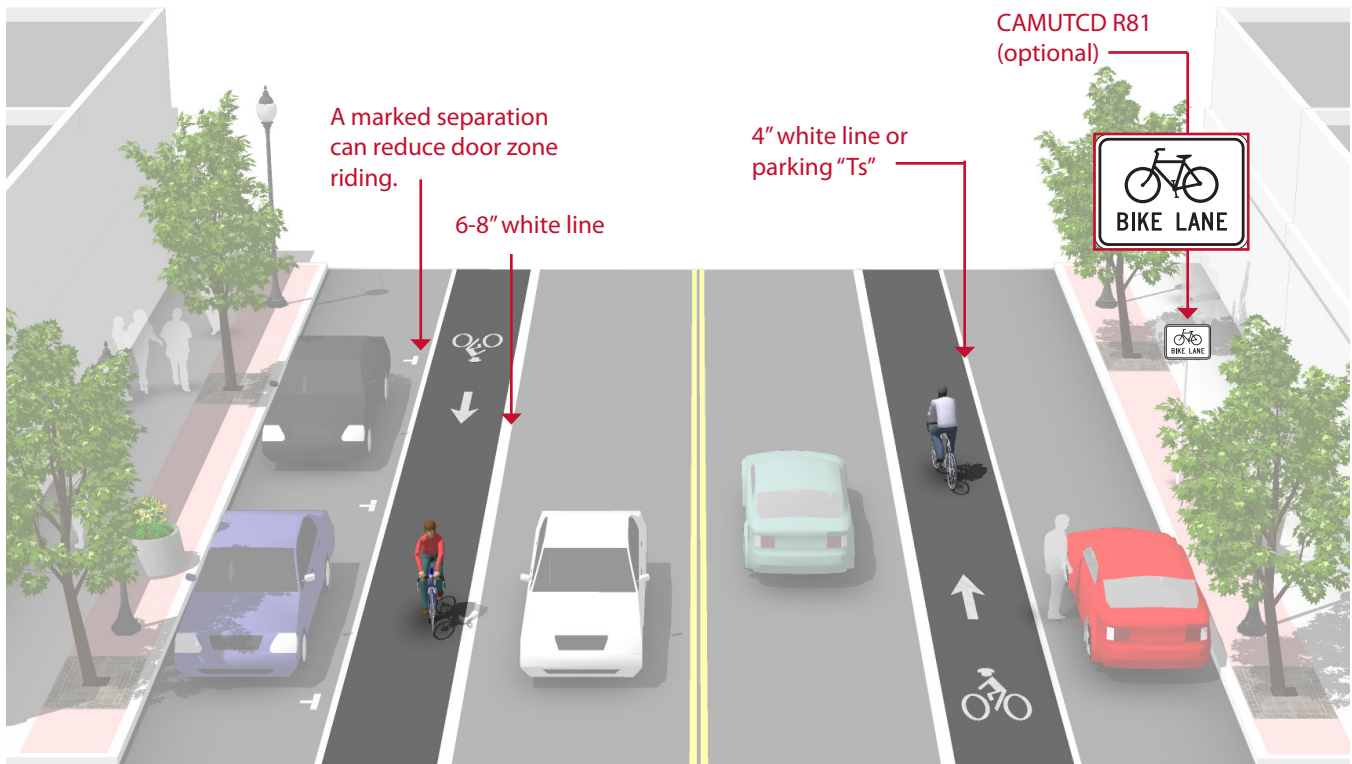 CAMUTCD R81
(optional)
A marked separation
can reduce door zone
riding.
4” white line or
parking “Ts”
6-8” white line
BIKE LANE
BIKE LANE